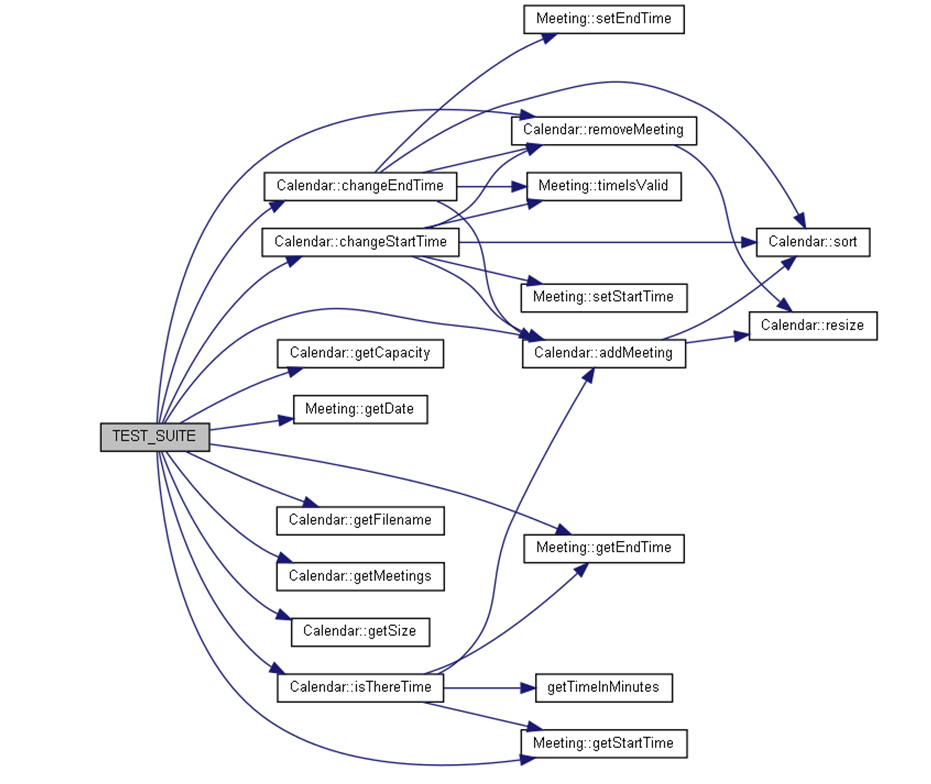 Meeting::setEndTime
Calendar::removeMeeting
Calendar::changeEndTime
Meeting::timeIsValid
Calendar::changeStartTime
Calendar::sort
Meeting::setStartTime
Calendar::resize
Calendar::getCapacity
Calendar::addMeeting
Meeting::getDate
TEST_SUITE
Calendar::getFilename
Meeting::getEndTime
Calendar::getMeetings
Calendar::getSize
Calendar::isThereTime
getTimeInMinutes
Meeting::getStartTime